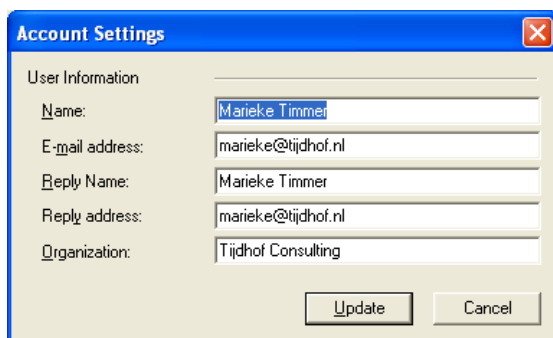 Account Settings
User Information
Name: Marieke Timmer
E-mail address: marieke@tijdhof.nl
Reply Name: Marieke Timmer
Reply address: marieke@tijdhof.nl
Organization: Tijdhof Consulting
Update Cancel